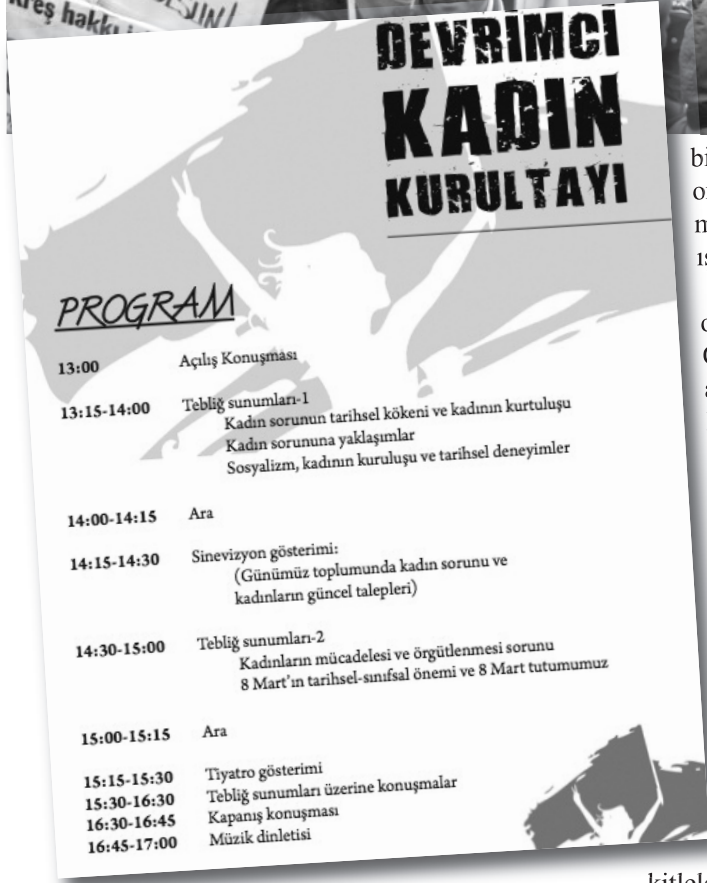 kreş hakkı
DEVRİMCİ
KADIN
KURULTAYI
PROGRAM
13:00 Açılış Konuşması
13:15-14:00 Tebliğ sunumları-1
Kadın sorunun tarihsel kökeni ve kadının kurtuluşu
Kadın sorununa yaklaşımlar
Sosyalizm, kadının kuruluşu ve tarihsel deneyimler
14:00-14:15 Ara
14:15-14:30 Sinevizyon gösterimi:
(Günümüz toplumunda kadın sorunu ve
kadınların güncel talepleri)
14:30-15:00 Tebliğ sunumları-2
Kadınların mücadelesi ve örgütlenmesi sorunu
8 Mart'ın tarihsel-sınıfsal önemi ve 8 Mart tutumumuz
15:00-15:15 Ara
15:15-15:30 Tiyatro gösterimi
15:30-16:30 Tebliğ sunumları üzerine konuşmalar
16:30-16:45 Kapanış konuşması
16:45-17:00 Müzik dinletisi